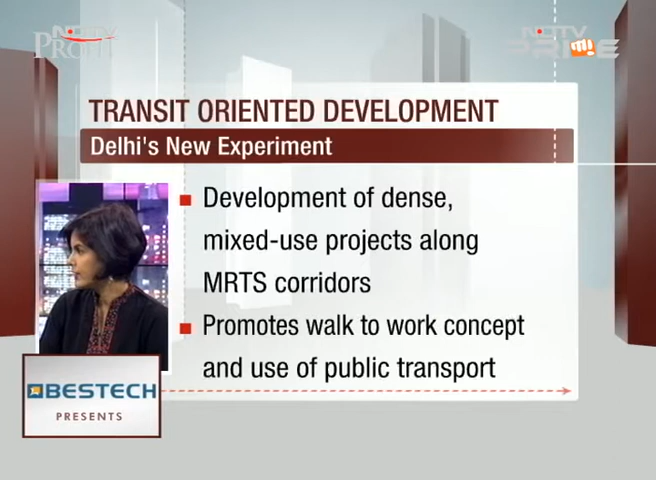 NDTV
PROFIT
NDTV
PRIME
TRANSIT ORIENTED DEVELOPMENT
Delhi's New Experiment
Development of dense,
mixed-use projects along
MRTS corridors
Promotes walk to work concept
and use of public transport
BESTECH
PRESENTS